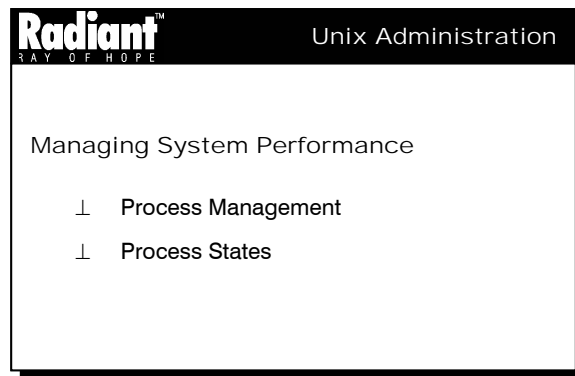 Radiant™
RAY OF HOPE
Unix Administration
Managing System Performance
⊥ Process Management
⊥ Process States